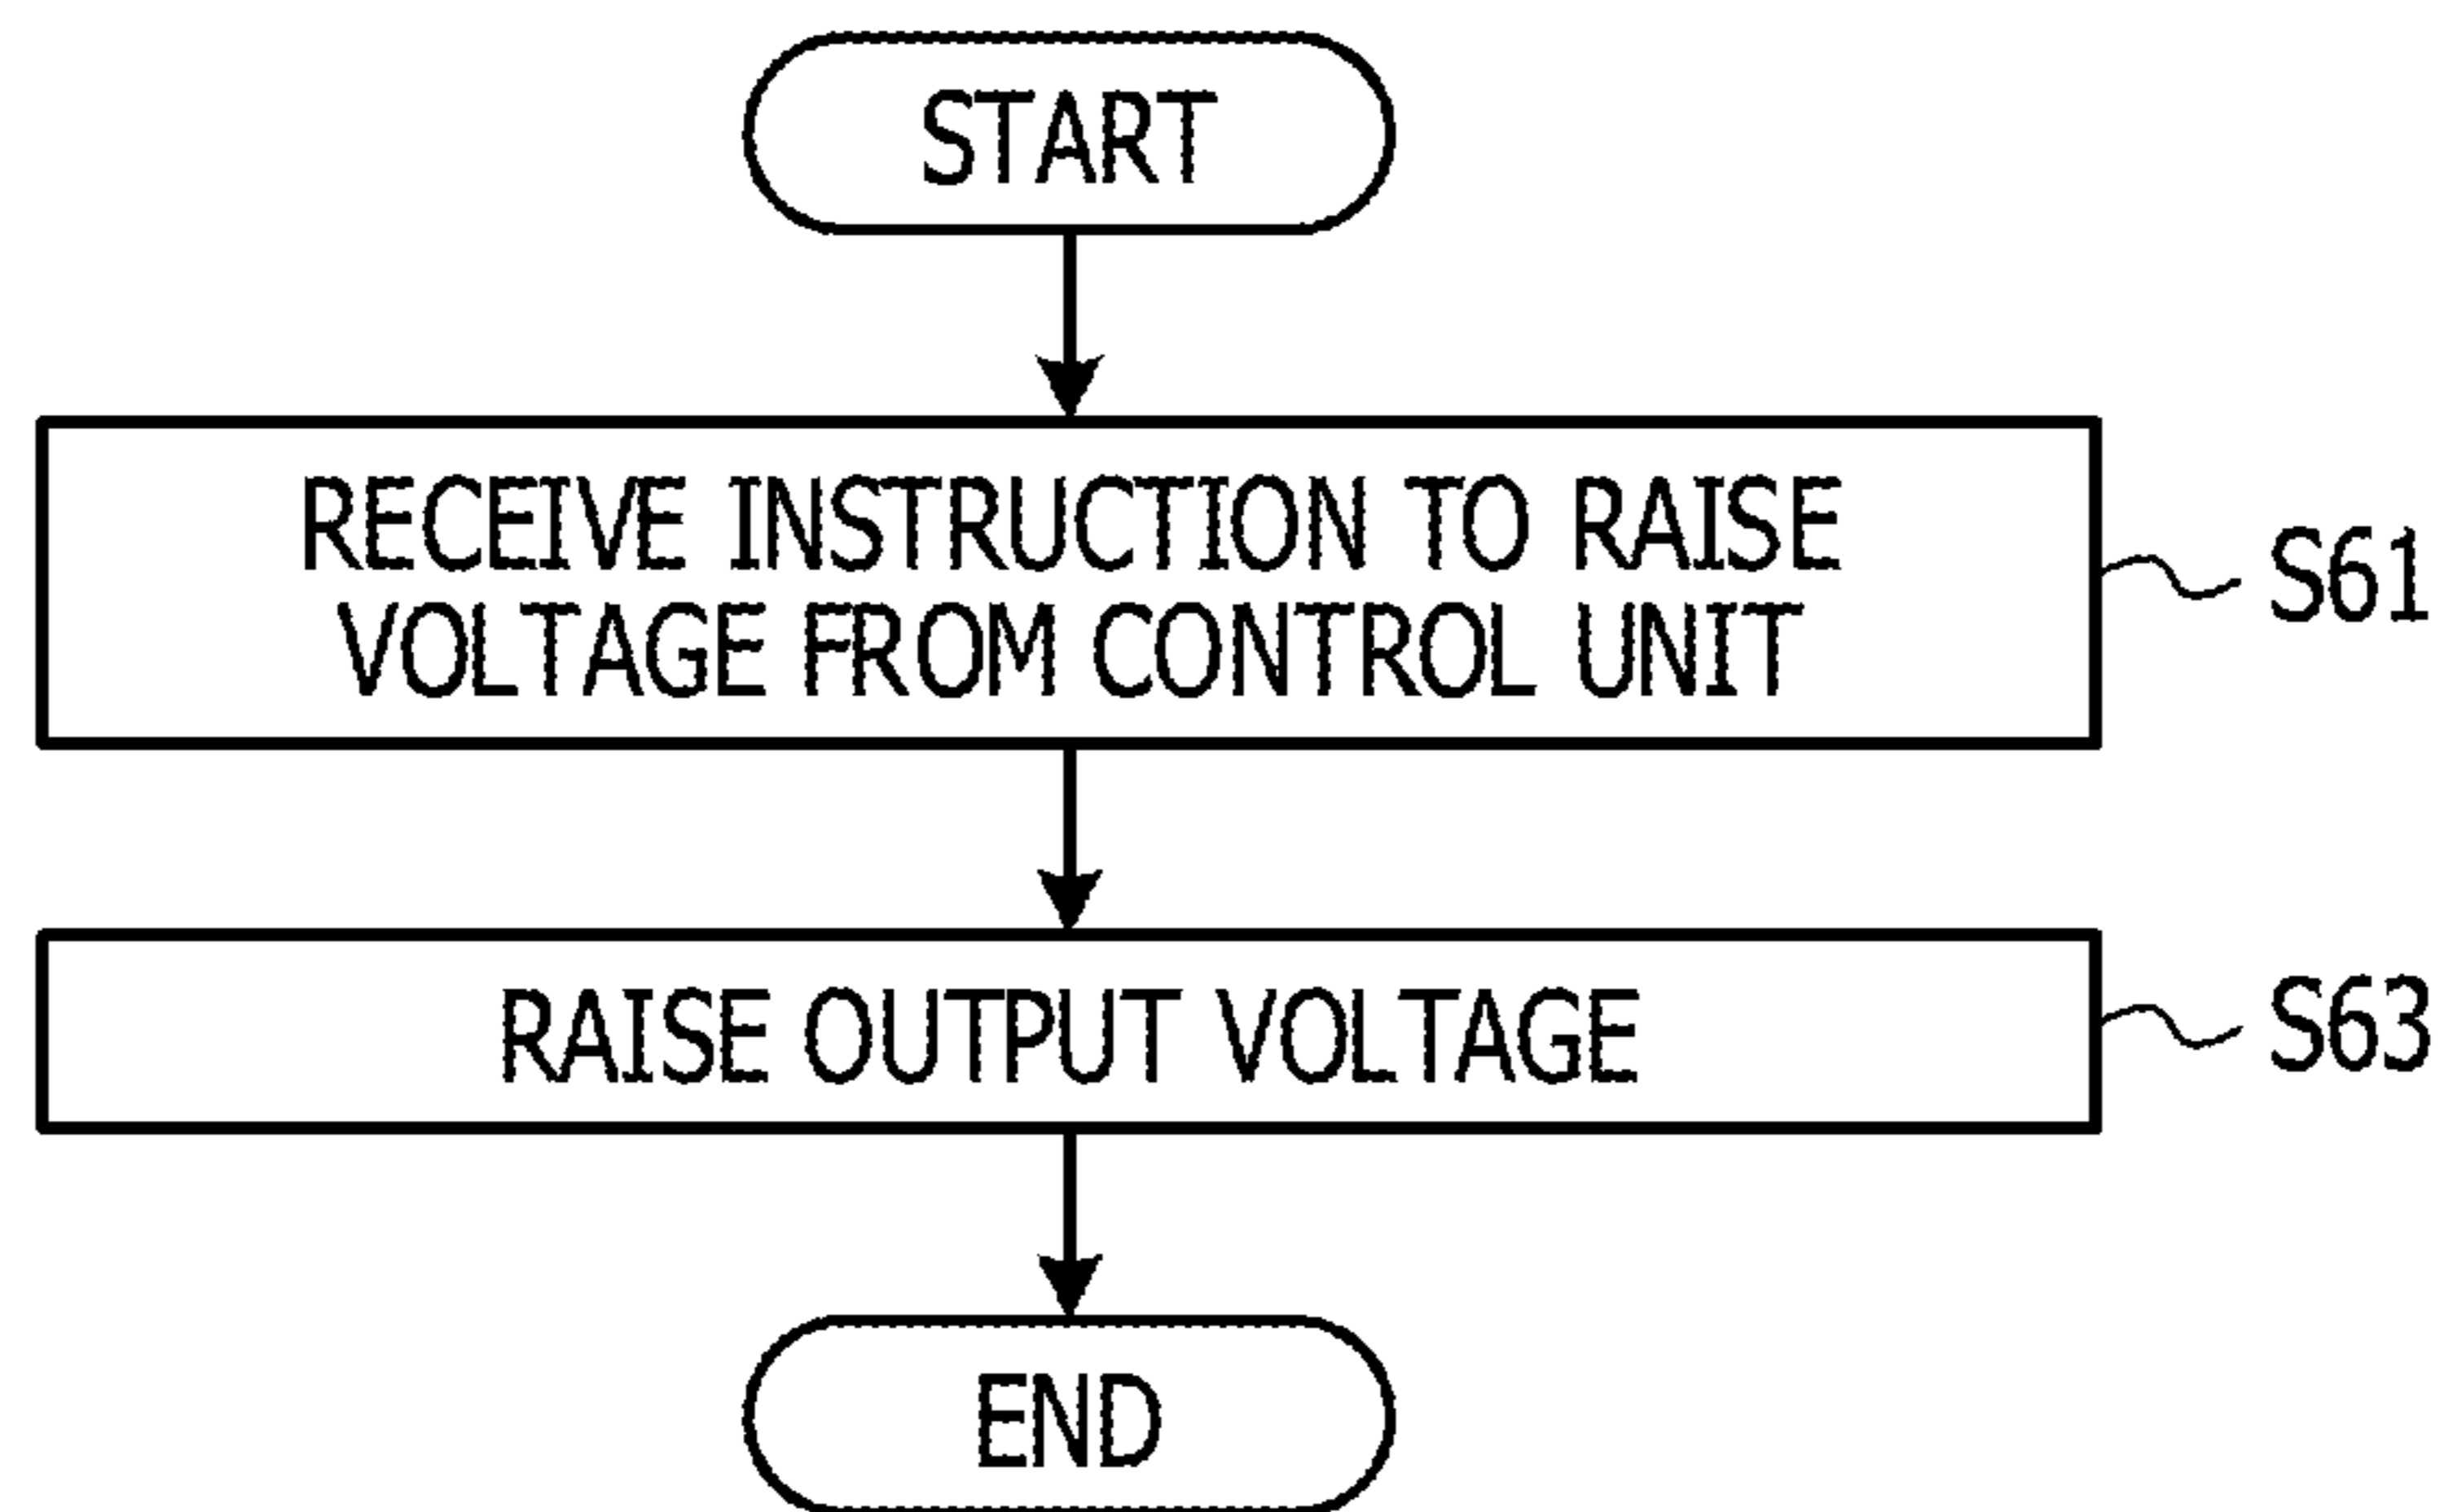 START
RECEIVE INSTRUCTION TO RAISE
VOLTAGE FROM CONTROL UNIT
S61
RAISE OUTPUT VOLTAGE
S63
END